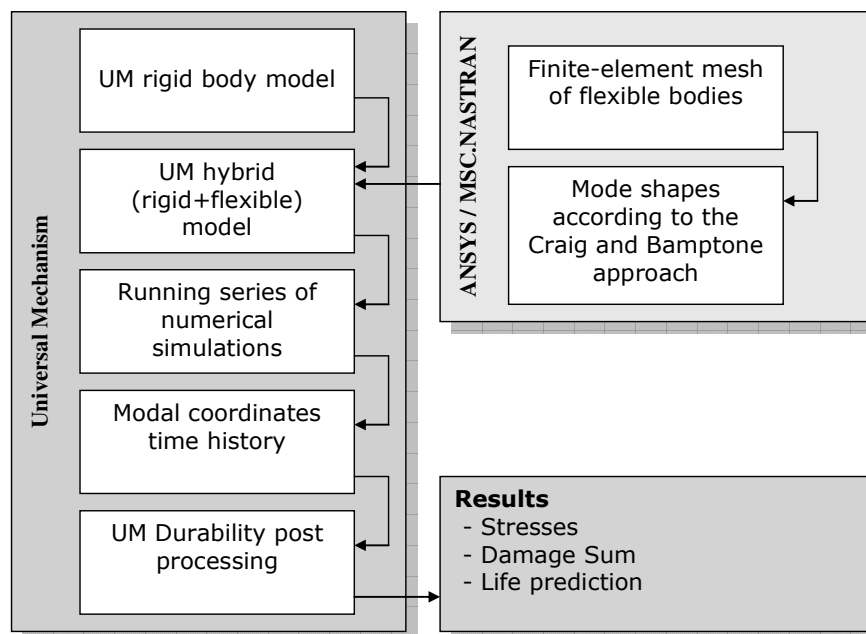 Universal Mechanism
UM rigid body model
UM hybrid
(rigid+flexible)
model
Running series of
numerical
simulations
Modal coordinates
time history
UM Durability post
processing
ANSYS / MSC.NASTRAN
Finite-element mesh
of flexible bodies
Mode shapes
according to the
Craig and Bamptone
approach
Results
- Stresses
- Damage Sum
- Life prediction